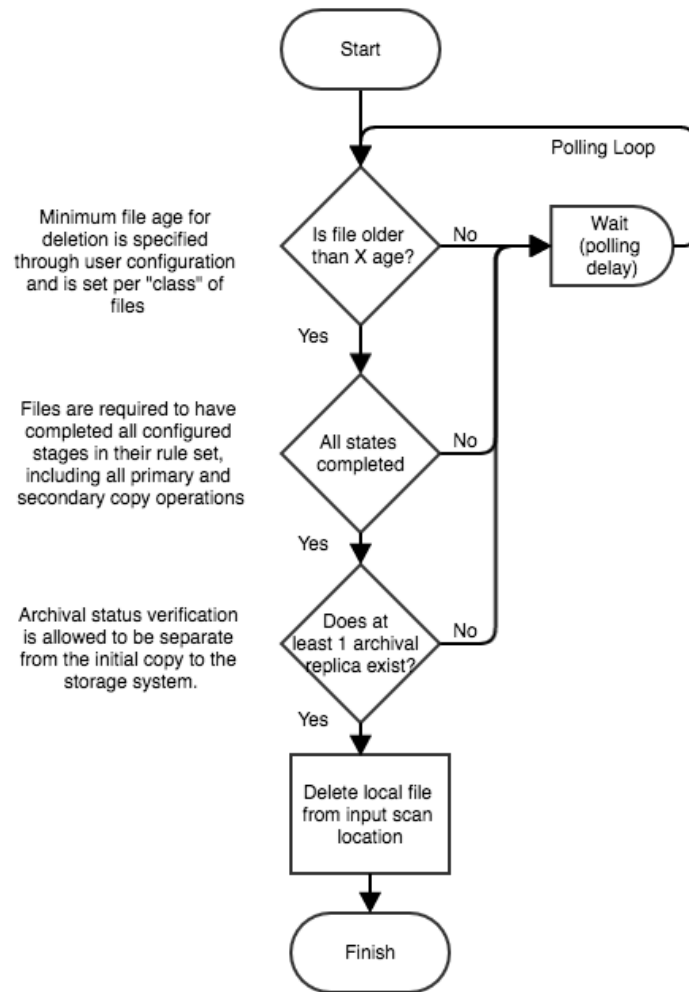 Start
Polling Loop
Minimum file age for
deletion is specified
through user configuration
and is set per "class" of
files
Is file older
than X age?
No
Wait
(polling
delay)
Yes
Files are required to have
completed all configured
stages in their rule set,
including all primary and
secondary copy operations
All states
completed
No
Yes
Archival status verification
is allowed to be separate
from the initial copy to the
storage system.
Does at
least 1 archival
replica exist?
No
Yes
Delete local file
from input scan
location
Finish